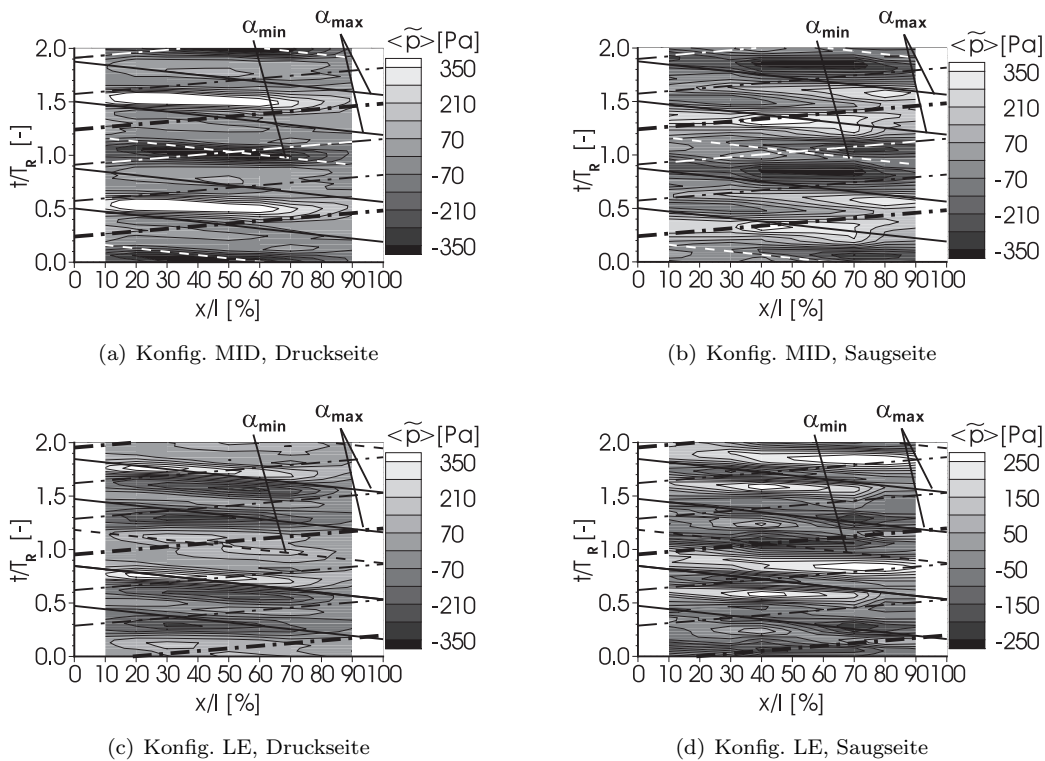 α_min α_max <p̃> [Pa]
2.0 1.5 1.0 0.5 0.0
t/T_R [-]
350 210 70 -70 -210 -350
0 10 20 30 40 50 60 70 80 90 100
x/l [%]
(a) Konfig. MID, Druckseite
α_min α_max <p̃> [Pa]
2.0 1.5 1.0 0.5 0.0
t/T_R [-]
350 210 70 -70 -210 -350
0 10 20 30 40 50 60 70 80 90 100
x/l [%]
(b) Konfig. MID, Saugseite
α_min α_max <p̃> [Pa]
2.0 1.5 1.0 0.5 0.0
t/T_R [-]
350 210 70 -70 -210 -350
0 10 20 30 40 50 60 70 80 90 100
x/l [%]
(c) Konfig. LE, Druckseite
α_min α_max <p̃> [Pa]
2.0 1.5 1.0 0.5 0.0
t/T_R [-]
250 150 50 -50 -150 -250
0 10 20 30 40 50 60 70 80 90 100
x/l [%]
(d) Konfig. LE, Saugseite